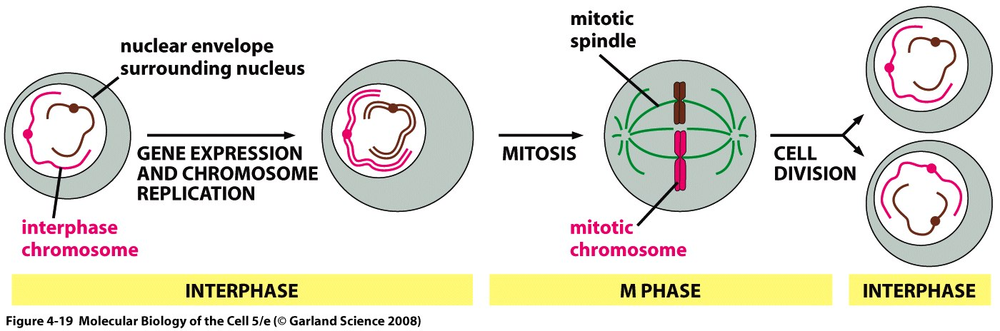 nuclear envelope
surrounding nucleus
GENE EXPRESSION
AND CHROMOSOME
REPLICATION
interphase
chromosome
MITOSIS
mitotic
spindle
mitotic
chromosome
CELL
DIVISION
INTERPHASE
M PHASE
INTERPHASE
Figure 4-19 Molecular Biology of the Cell 5/e (© Garland Science 2008)